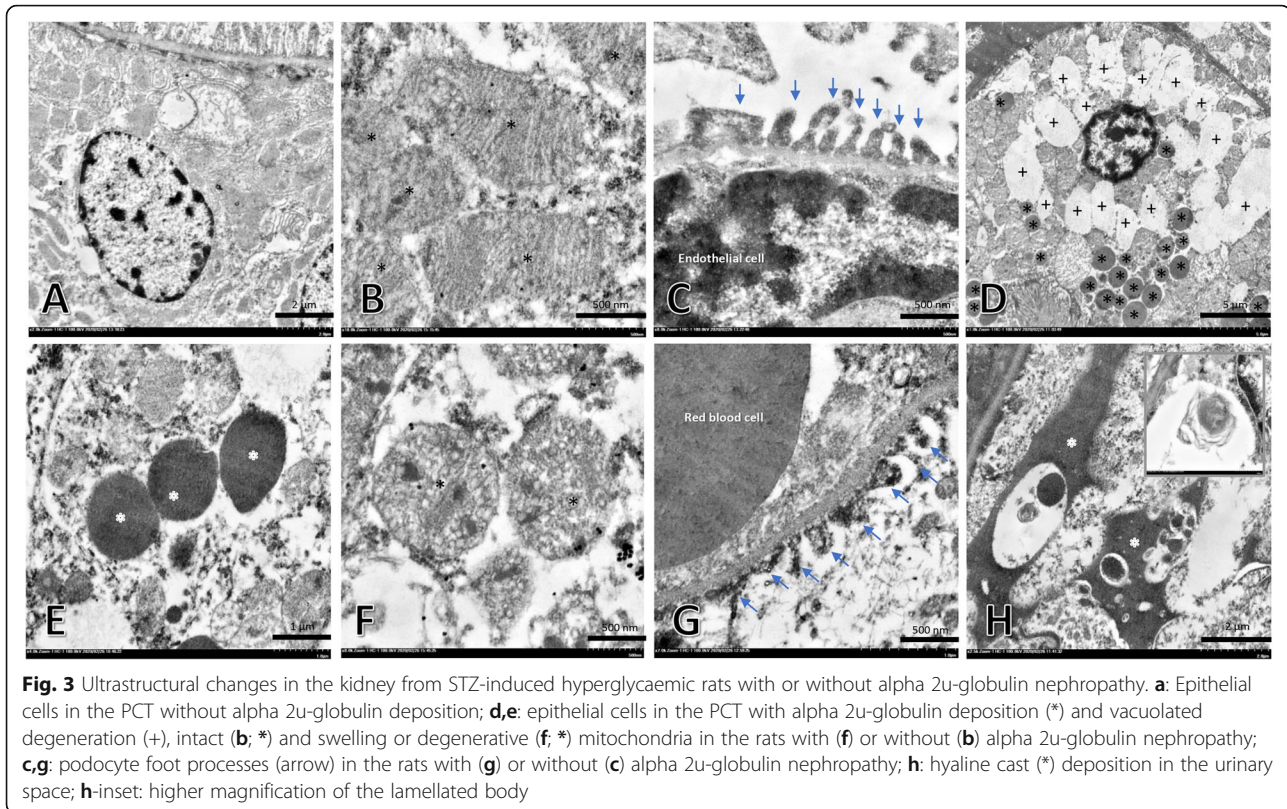 A
2 µm
B
500 nm
C
Endothelial cell
500 nm
D
5 µm
E
1 µm
F
500 nm
G
Red blood cell
500 nm
H
2 µm
Fig. 3 Ultrastructural changes in the kidney from STZ-induced hyperglycaemic rats with or without alpha 2u-globulin nephropathy. a: Epithelial
cells in the PCT without alpha 2u-globulin deposition; d,e: epithelial cells in the PCT with alpha 2u-globulin deposition (*) and vacuolated
degeneration (+), intact (b; *) and swelling or degenerative (f; *) mitochondria in the rats with (f) or without (b) alpha 2u-globulin nephropathy;
c,g: podocyte foot processes (arrow) in the rats with (g) or without (c) alpha 2u-globulin nephropathy; h: hyaline cast (*) deposition in the urinary
space; h-inset: higher magnification of the lamellated body